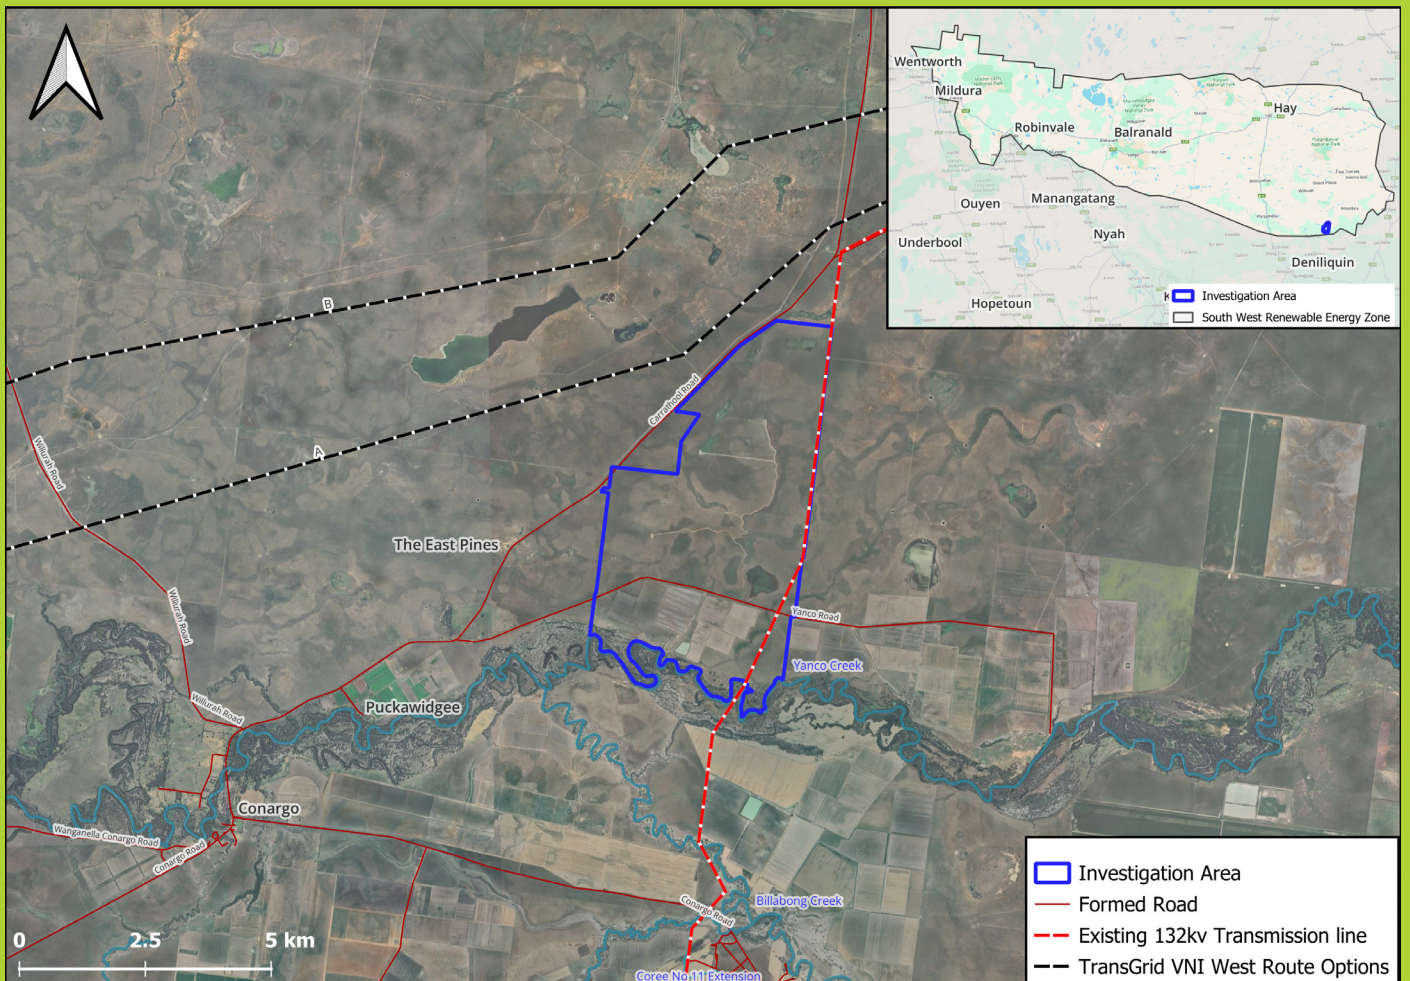 Wentworth
Mildura
Robinvale
Balranald
Hay
Ouyen
Manangatang
Underbool
Nyah
Deniliquin
Hopetoun
K
Investigation Area
South West Renewable Energy Zone
B
A
Carrathool Road
Willurah Road
The East Pines
Willurah Road
Yanco Road
Yanco Creek
Willurah Road
Puckawidgee
Conargo
Wanganella Conargo Road
Conargo Road
Billabong Creek
Conargo Road
Coree No 11 Extension
0 2.5 5 km
Investigation Area
Formed Road
Existing 132kv Transmission line
TransGrid VNI West Route Options